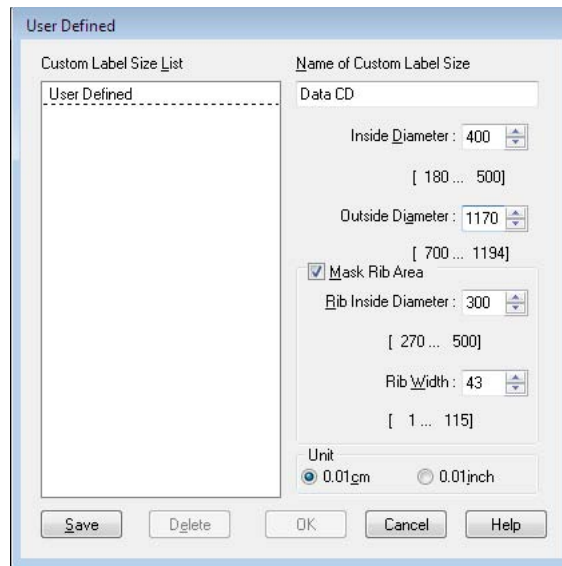 User Defined
Custom Label Size List
User Defined
Name of Custom Label Size
Data CD
Inside Diameter : 400
[ 180 ... 500]
Outside Diameter : 1170
[ 700 ... 1194]
Mask Rib Area
Rib Inside Diameter : 300
[ 270 ... 500]
Rib Width : 43
[ 1 ... 115]
Unit
0.01cm 0.01inch
Save Delete OK Cancel Help